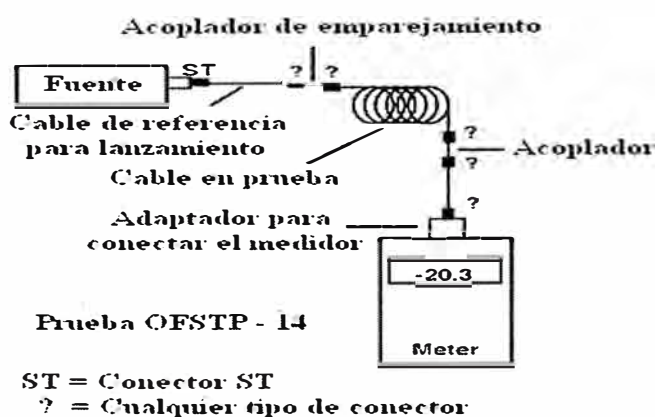 Acoplador de emparejamiento
ST
? ?
Fuente
Cable de referencia
para lanzamiento
?
Acoplador
?
Cable en prueba
?
Adaptador para
conectar el medidor
-20.3
Prueba OFSTP - 14
Meter
ST = Conector ST
? = Cualquier tipo de conector